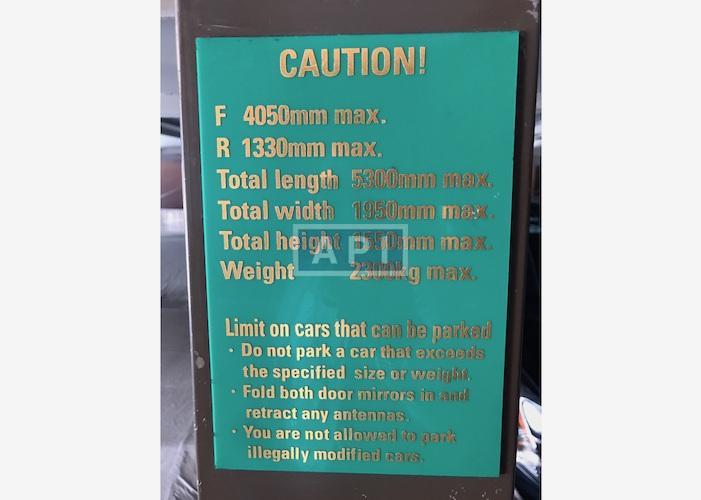 CAUTION!
F 4050mm max.
R 1330mm max.
Total length 5300mm max.
Total width 1950mm max.
Total height 1550mm max.
API
Weight 2300kg max.
Limit on cars that can be parked
· Do not park a car that exceeds
the specified size or weight.
· Fold both door mirrors in and
retract any antennas.
· You are not allowed to park
illegally modified cars.